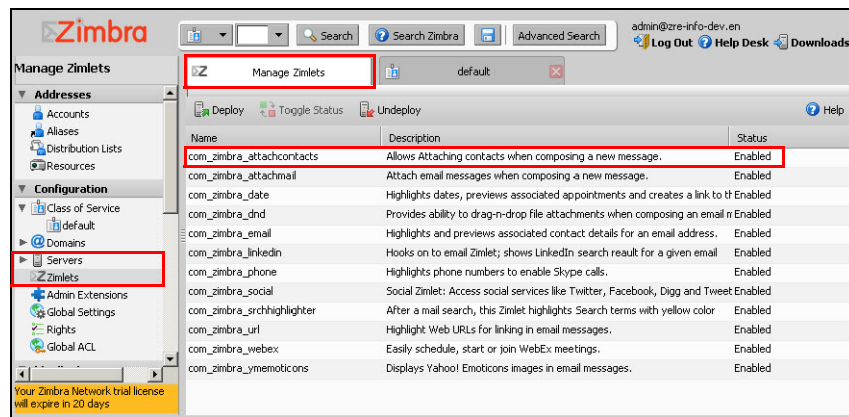 Zimbra
Search
Search Zimbra
Advanced Search
admin@zre-info-dev.en
Log Out Help Desk Downloads
Manage Zimlets
Addresses
Accounts
Aliases
Distribution Lists
Resources
Configuration
Class of Service
default
Domains
Servers
Zimlets
Admin Extensions
Global Settings
Rights
Global ACL
Your Zimbra Network trial license
will expire in 20 days
Manage Zimlets
default
Deploy Toggle Status Undeploy Help
Name Description Status
com_zimbra_attachcontacts Allows Attaching contacts when composing a new message. Enabled
com_zimbra_attachmail Attach email messages when composing a new message. Enabled
com_zimbra_date Highlights dates, previews associated appointments and creates a link to th Enabled
com_zimbra_dnd Provides ability to drag-n-drop file attachments when composing an email m Enabled
com_zimbra_email Highlights and previews associated contact details for an email address. Enabled
com_zimbra_linkedin Hooks on to email Zimlet; shows LinkedIn search reault for a given email Enabled
com_zimbra_phone Highlights phone numbers to enable Skype calls. Enabled
com_zimbra_social Social Zimlet: Access social services like Twitter, Facebook, Digg and Tweet Enabled
com_zimbra_srchhighlighter After a mail search, this Zimlet highlights Search terms with yellow color Enabled
com_zimbra_url Highlight Web URLs for linking in email messages. Enabled
com_zimbra_webex Easily schedule, start or join WebEx meetings. Enabled
com_zimbra_ymemoticons Displays Yahoo! Emoticons images in email messages. Enabled